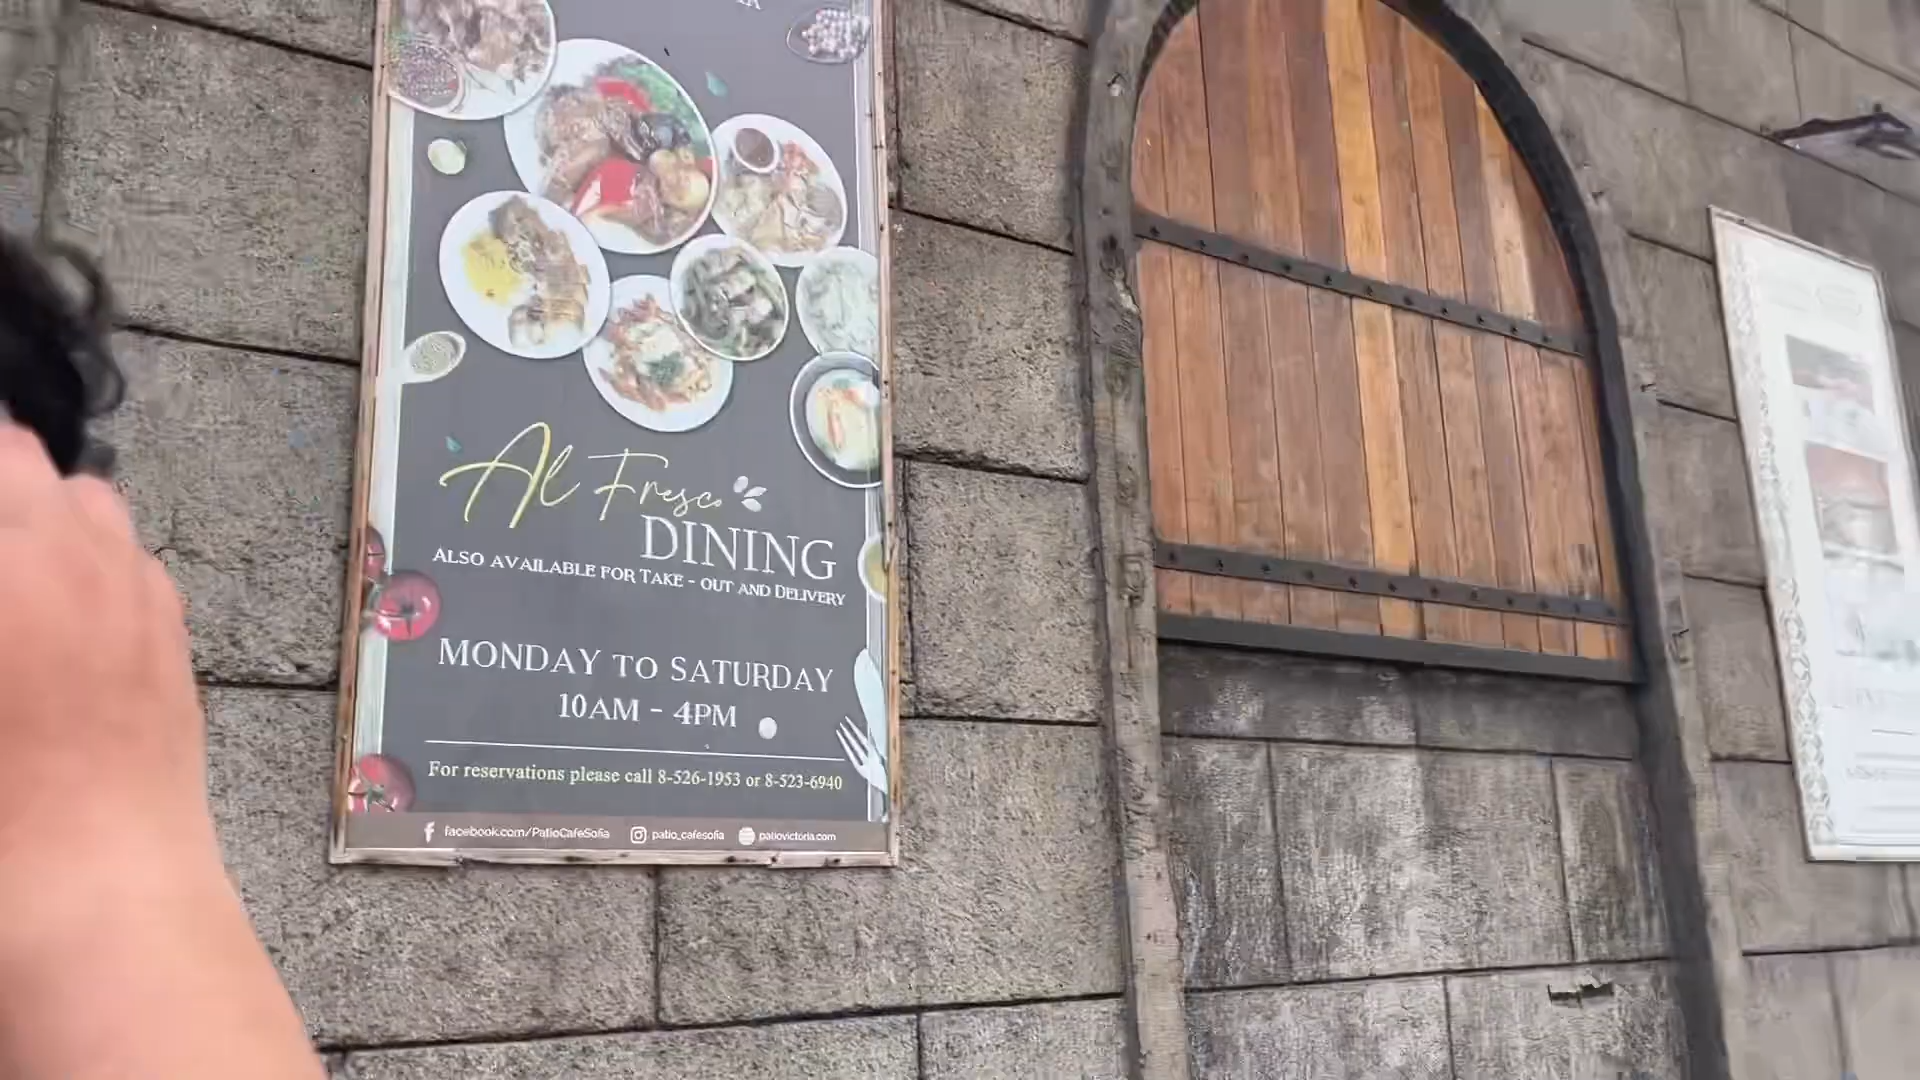 Al Fresco
DINING
ALSO AVAILABLE FOR TAKE - OUT AND DELIVERY
MONDAY TO SATURDAY
10AM - 4PM
For reservations please call 8-526-1953 or 8-523-6940
facebook.com/PatioCafeSofia patio_cafesofia patiovictoria.com